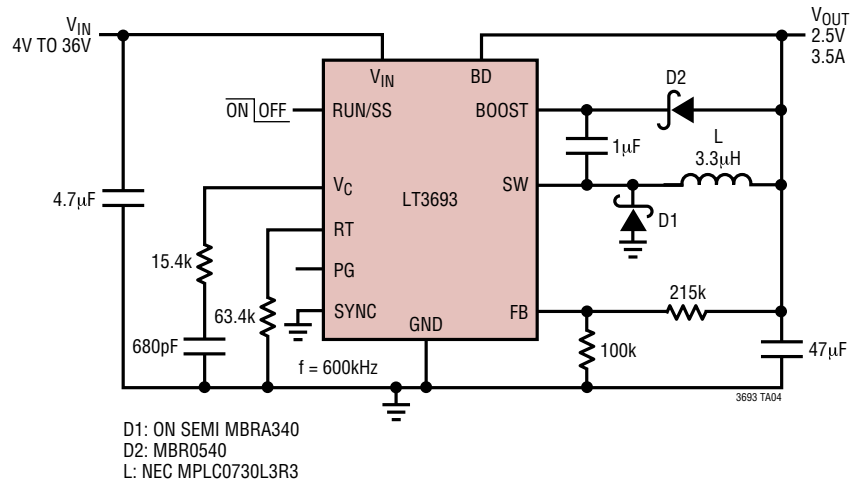 VIN
4V TO 36V
VOUT
2.5V
3.5A
VIN
BD
ON OFF
RUN/SS
BOOST
D2
1µF
L
3.3µH
4.7µF
VC
LT3693
SW
D1
RT
15.4k
PG
63.4k
SYNC
GND
FB
215k
680pF
f = 600kHz
100k
47µF
3693 TA04
D1: ON SEMI MBRA340
D2: MBR0540
L: NEC MPLC0730L3R3